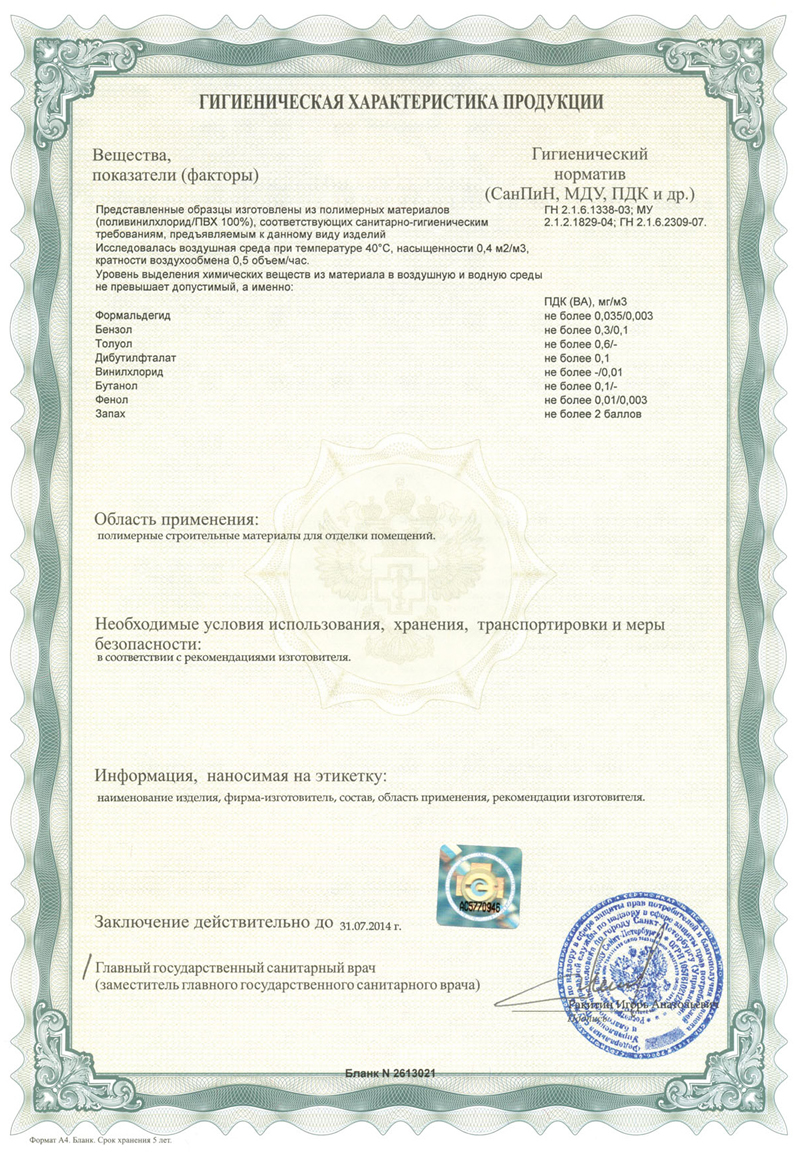 ГИГИЕНИЧЕСКАЯ ХАРАКТЕРИСТИКА ПРОДУКЦИИ
Вещества,
показатели (факторы)
Гигиенический
норматив
(СанПиН, МДУ, ПДК и др.)
Представленные образцы изготовлены из полимерных материалов
(поливинилхлорид/ПВХ 100%), соответствующих санитарно-гигиеническим
требованиям, предъявляемым к данному виду изделий
ГН 2.1.6.1338-03; МУ
2.1.2.1829-04; ГН 2.1.6.2309-07.
Исследовалась воздушная среда при температуре 40°С, насыщенности 0,4 м2/м3,
кратности воздухообмена 0,5 объем/час.
Уровень выделения химических веществ из материала в воздушную и водную среды
не превышает допустимый, а именно:
ПДК (ВА), мг/м3
Формальдегид не более 0,035/0,003
Бензол не более 0,3/0,1
Толуол не более 0,6/-
Дибутилфталат не более 0,1
Винилхлорид не более -/0,01
Бутанол не более 0,1/-
Фенол не более 0,01/0,003
Запах не более 2 баллов
Область применения:
полимерные строительные материалы для отделки помещений.
Необходимые условия использования, хранения, транспортировки и меры
безопасности:
в соответствии с рекомендациями изготовителя.
Информация, наносимая на этикетку:
наименование изделия, фирма-изготовитель, состав, область применения, рекомендации изготовителя.
Заключение действительно до 31.07.2014 г.
Главный государственный санитарный врач
(заместитель главного государственного санитарного врача)
Ракитин Игорь Анатольевич
Бланк N 2613021
Формат А4. Бланк. Срок хранения 5 лет.